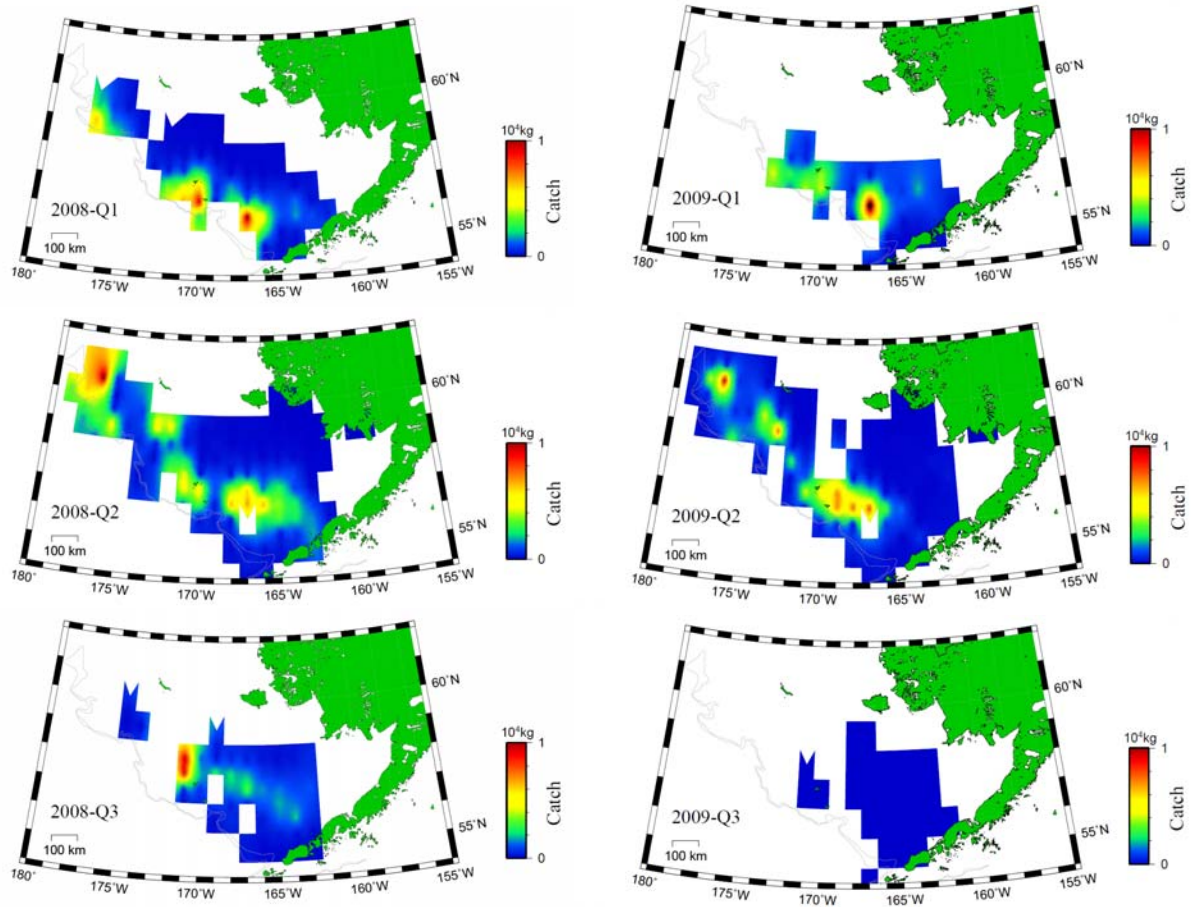 60˚N
55˚N
10⁴kg
1
Catch
0
2008-Q1
100 km
180˚
175˚W
170˚W
165˚W
160˚W
155˚W
60˚N
55˚N
10⁴kg
1
Catch
0
2009-Q1
100 km
180˚
175˚W
170˚W
165˚W
160˚W
155˚W
60˚N
55˚N
10⁴kg
1
Catch
0
2008-Q2
100 km
180˚
175˚W
170˚W
165˚W
160˚W
155˚W
60˚N
55˚N
10⁴kg
1
Catch
0
2009-Q2
100 km
180˚
175˚W
170˚W
165˚W
160˚W
155˚W
60˚N
55˚N
10⁴kg
1
Catch
0
2008-Q3
100 km
180˚
175˚W
170˚W
165˚W
160˚W
155˚W
60˚N
55˚N
10⁴kg
1
Catch
0
2009-Q3
100 km
180˚
175˚W
170˚W
165˚W
160˚W
155˚W